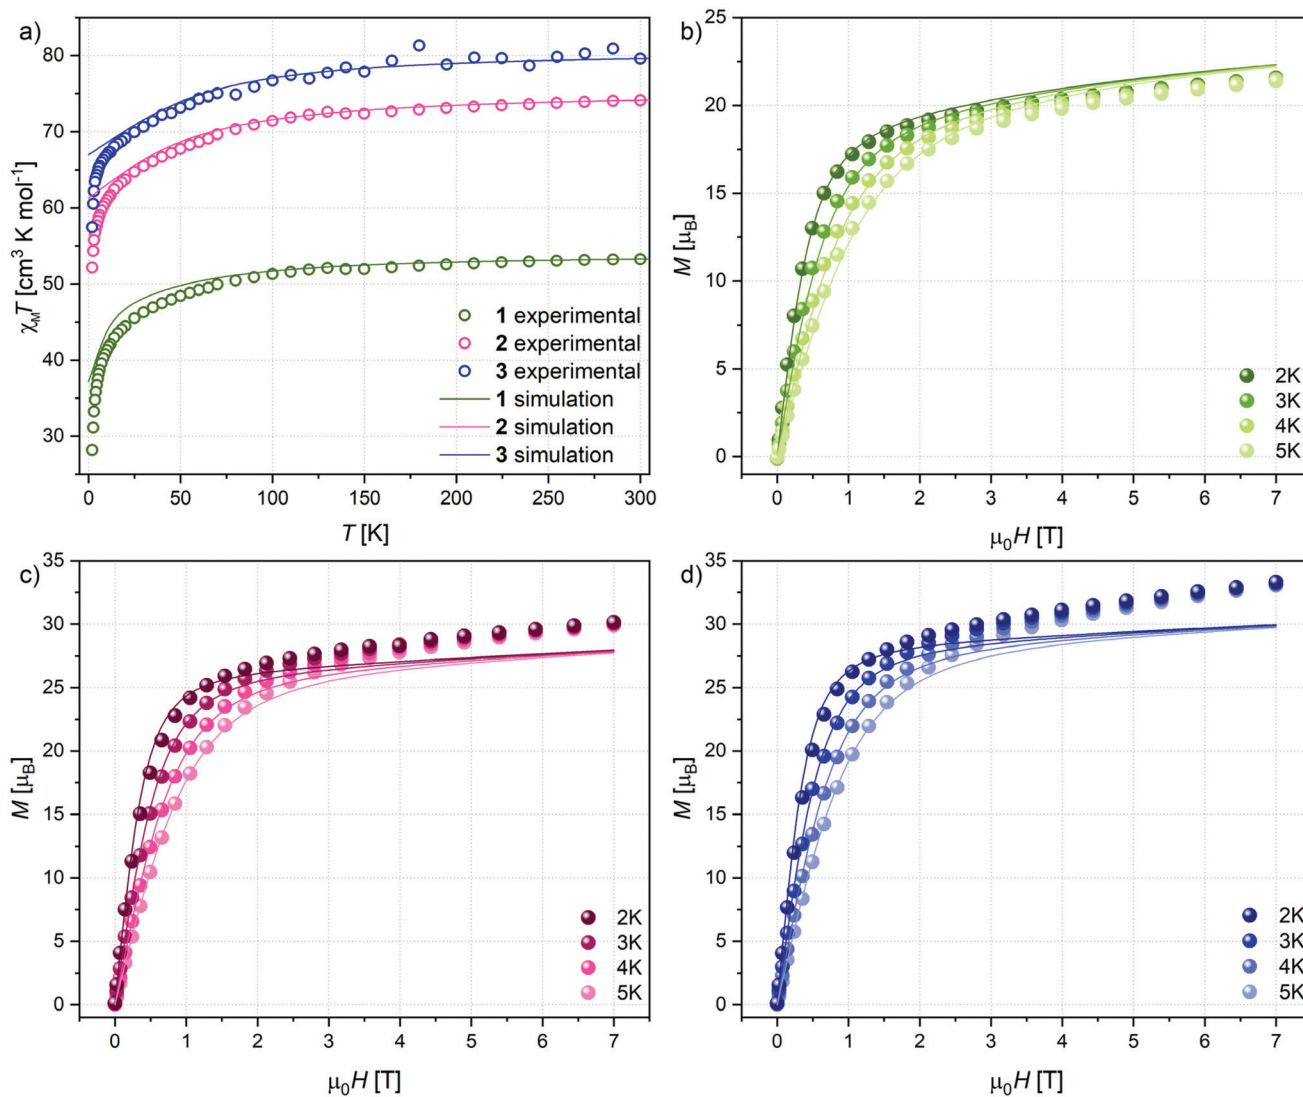 a)
80
70
60
50
40
30
χMT [cm³ K mol⁻¹]
1 experimental
2 experimental
3 experimental
1 simulation
2 simulation
3 simulation
0 50 100 150 200 250 300
T [K]
b)
25
20
15
10
5
0
M [μB]
2K
3K
4K
5K
0 1 2 3 4 5 6 7
μ0H [T]
c)
35
30
25
20
15
10
5
0
M [μB]
2K
3K
4K
5K
0 1 2 3 4 5 6 7
μ0H [T]
d)
35
30
25
20
15
10
5
0
M [μB]
2K
3K
4K
5K
0 1 2 3 4 5 6 7
μ0H [T]